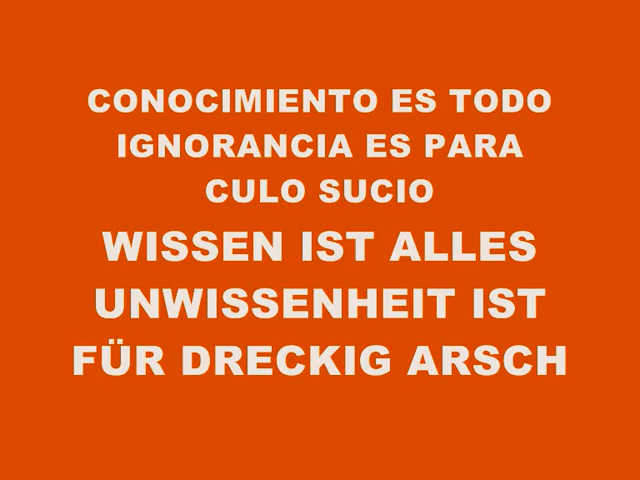 CONOCIMIENTO ES TODO
IGNORANCIA ES PARA
CULO SUCIO
WISSEN IST ALLES
UNWISSENHEIT IST
FÜR DRECKIG ARSCH